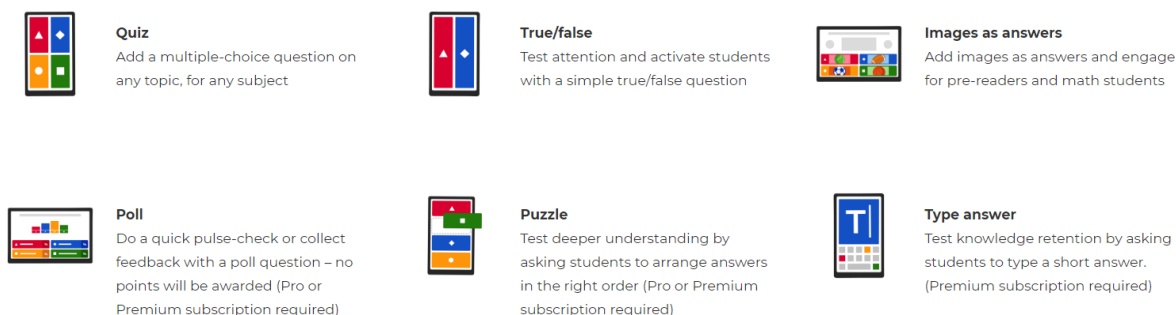 Quiz
Add a multiple-choice question on
any topic, for any subject
True/false
Test attention and activate students
with a simple true/false question
Images as answers
Add images as answers and engage
for pre-readers and math students
Poll
Do a quick pulse-check or collect
feedback with a poll question – no
points will be awarded (Pro or
Premium subscription required)
Puzzle
Test deeper understanding by
asking students to arrange answers
in the right order (Pro or Premium
subscription required)
T
Type answer
Test knowledge retention by asking
students to type a short answer.
(Premium subscription required)